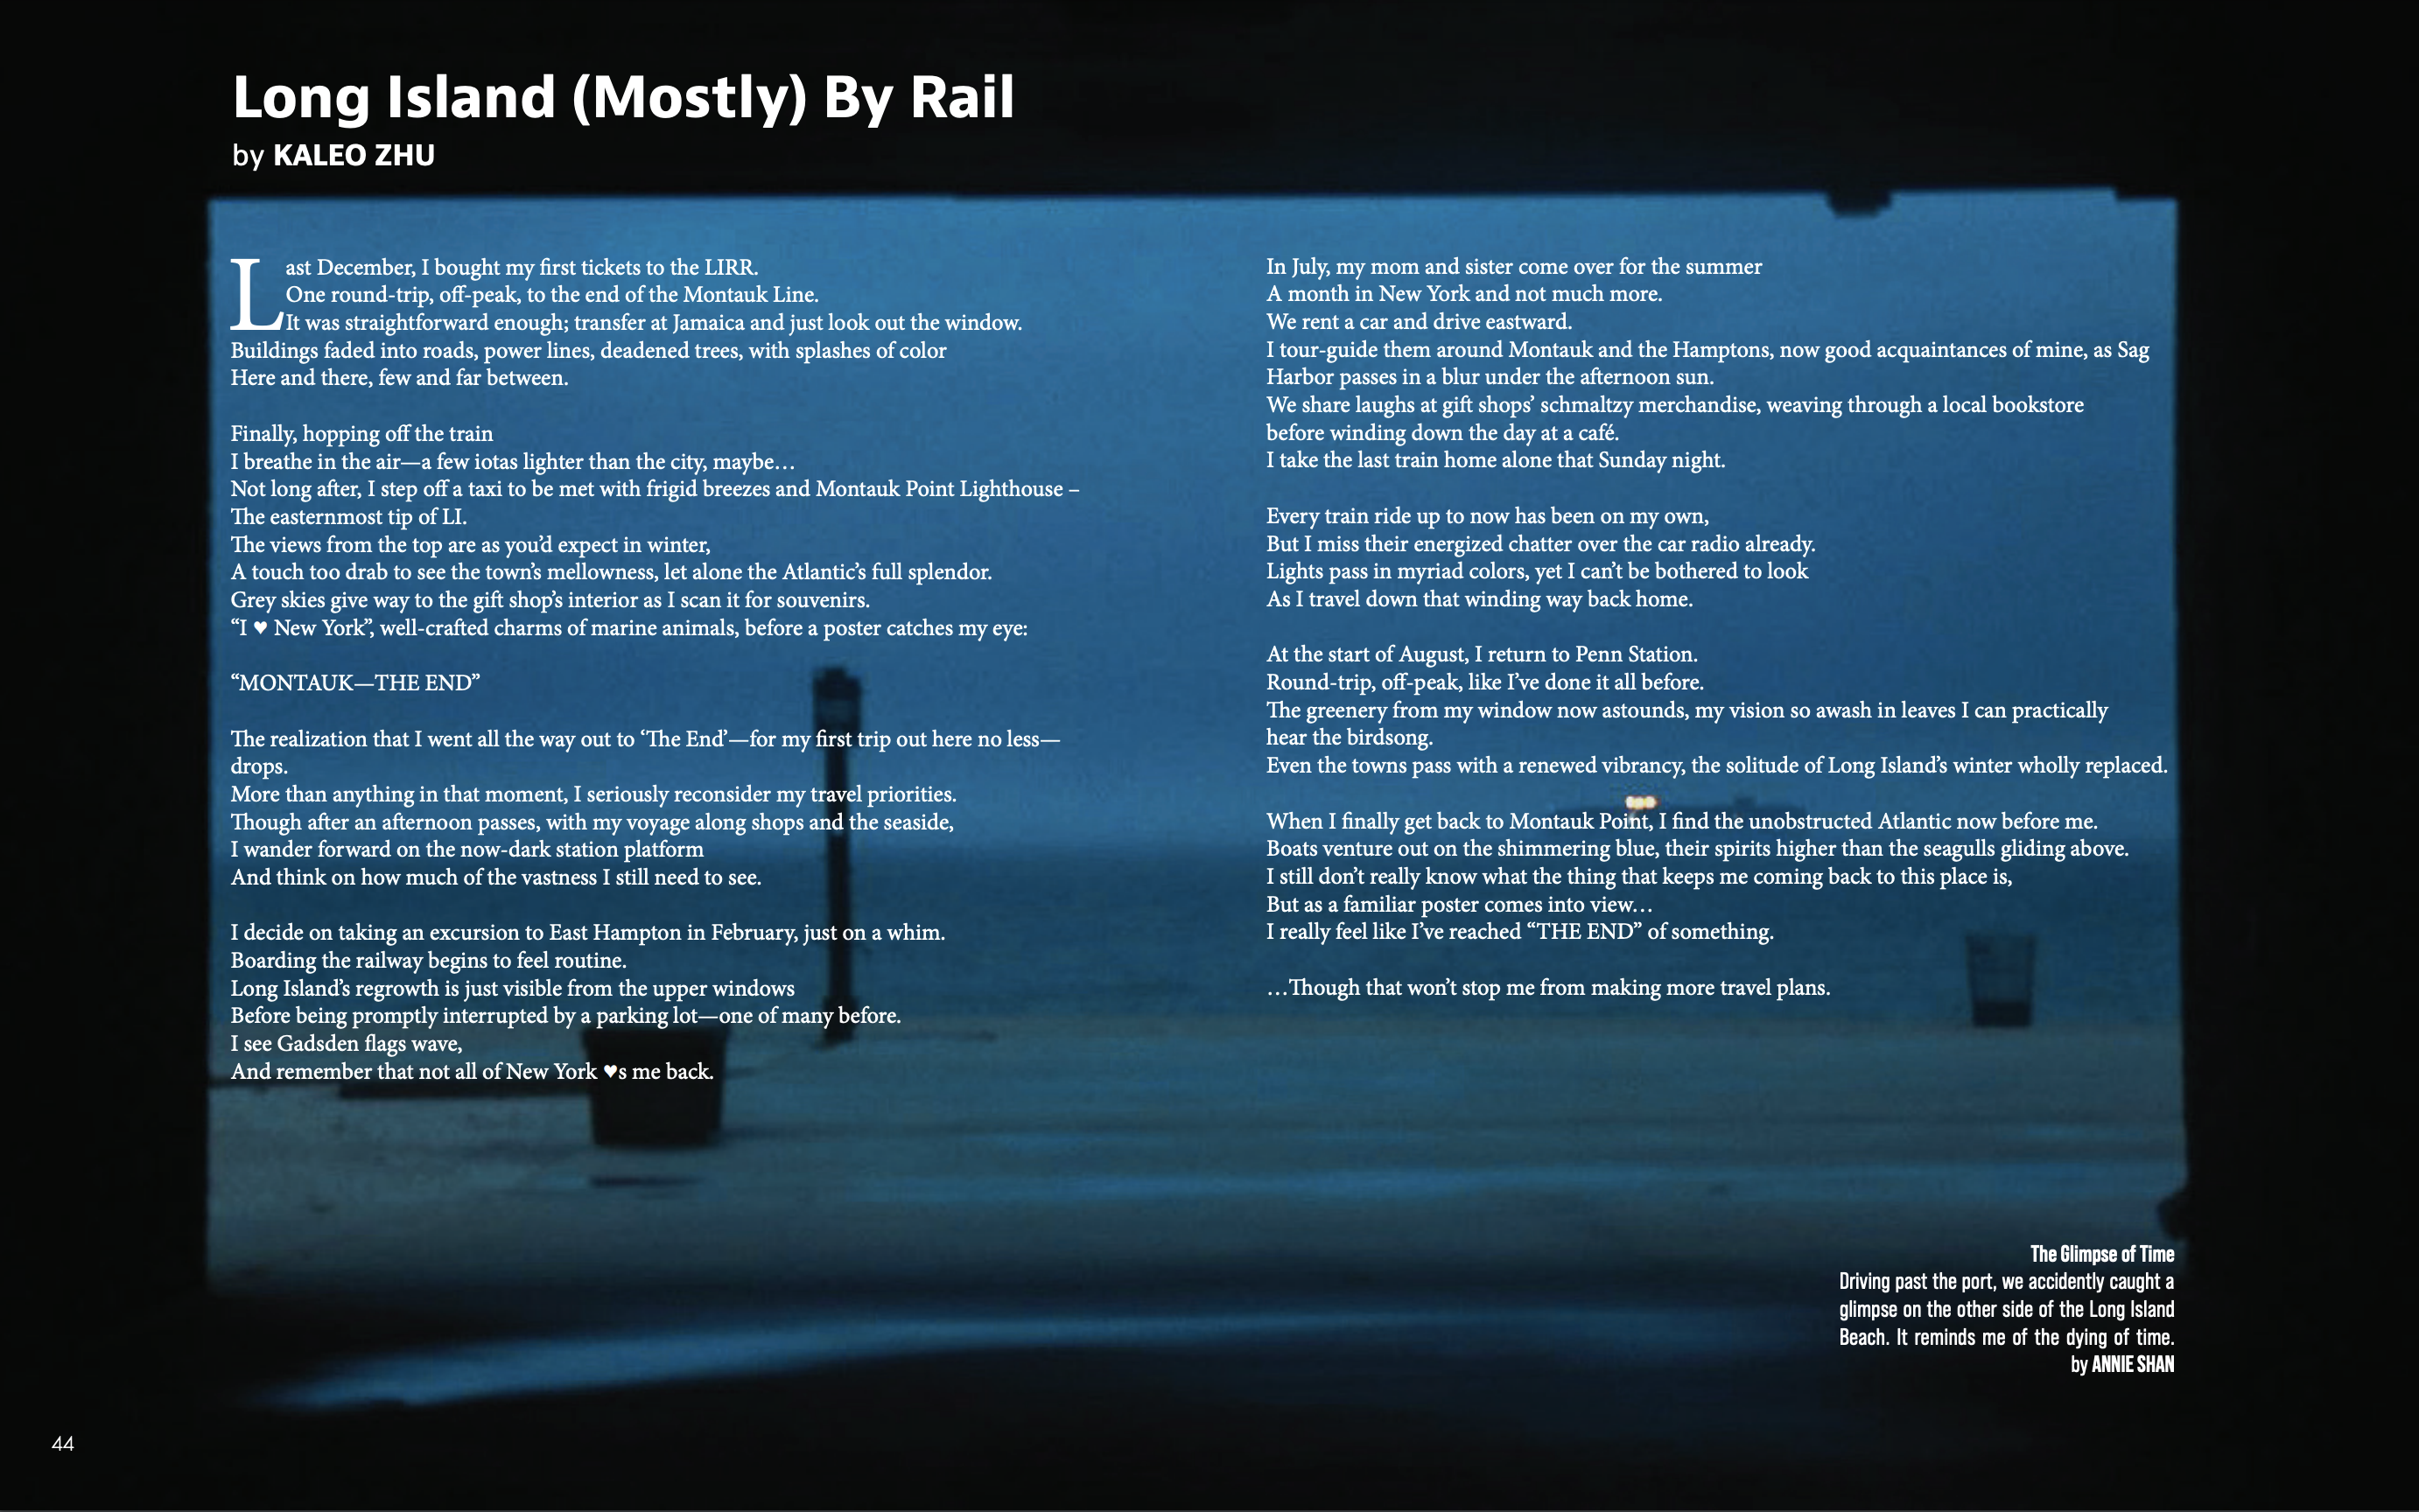 Long Island (Mostly) By Rail
by KALEO ZHU
Last December, I bought my first tickets to the LIRR.
One round-trip, off-peak, to the end of the Montauk Line.
It was straightforward enough; transfer at Jamaica and just look out the window.
Buildings faded into roads, power lines, deadened trees, with splashes of color
Here and there, few and far between.
Finally, hopping off the train
I breathe in the air—a few iotas lighter than the city, maybe…
Not long after, I step off a taxi to be met with frigid breezes and Montauk Point Lighthouse –
The easternmost tip of LI.
The views from the top are as you’d expect in winter,
A touch too drab to see the town’s mellowness, let alone the Atlantic’s full splendor.
Grey skies give way to the gift shop’s interior as I scan it for souvenirs.
“I ♥ New York”, well-crafted charms of marine animals, before a poster catches my eye:
“MONTAUK—THE END”
The realization that I went all the way out to ‘The End’—for my first trip out here no less—
drops.
More than anything in that moment, I seriously reconsider my travel priorities.
Though after an afternoon passes, with my voyage along shops and the seaside,
I wander forward on the now-dark station platform
And think on how much of the vastness I still need to see.
I decide on taking an excursion to East Hampton in February, just on a whim.
Boarding the railway begins to feel routine.
Long Island’s regrowth is just visible from the upper windows
Before being promptly interrupted by a parking lot—one of many before.
I see Gadsden flags wave,
And remember that not all of New York ♥s me back.
In July, my mom and sister come over for the summer
A month in New York and not much more.
We rent a car and drive eastward.
I tour-guide them around Montauk and the Hamptons, now good acquaintances of mine, as Sag
Harbor passes in a blur under the afternoon sun.
We share laughs at gift shops’ schmaltzy merchandise, weaving through a local bookstore
before winding down the day at a café.
I take the last train home alone that Sunday night.
Every train ride up to now has been on my own,
But I miss their energized chatter over the car radio already.
Lights pass in myriad colors, yet I can’t be bothered to look
As I travel down that winding way back home.
At the start of August, I return to Penn Station.
Round-trip, off-peak, like I’ve done it all before.
The greenery from my window now astounds, my vision so awash in leaves I can practically
hear the birdsong.
Even the towns pass with a renewed vibrancy, the solitude of Long Island’s winter wholly replaced.
When I finally get back to Montauk Point, I find the unobstructed Atlantic now before me.
Boats venture out on the shimmering blue, their spirits higher than the seagulls gliding above.
I still don’t really know what the thing that keeps me coming back to this place is,
But as a familiar poster comes into view…
I really feel like I’ve reached “THE END” of something.
…Though that won’t stop me from making more travel plans.
The Glimpse of Time
Driving past the port, we accidently caught a
glimpse on the other side of the Long Island
Beach. It reminds me of the dying of time.
by ANNIE SHAN
44